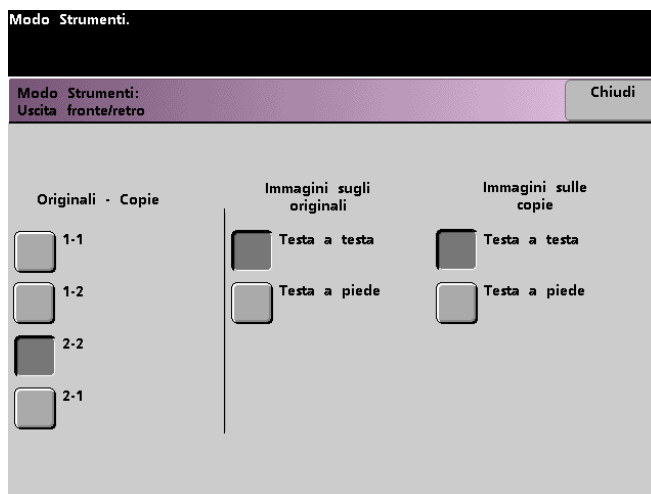 Modo Strumenti.
Modo Strumenti:
Uscita fronte/retro
Chiudi
Originali - Copie
1-1
1-2
2-2
2-1
Immagini sugli
originali
Testa a testa
Testa a piede
Immagini sulle
copie
Testa a testa
Testa a piede